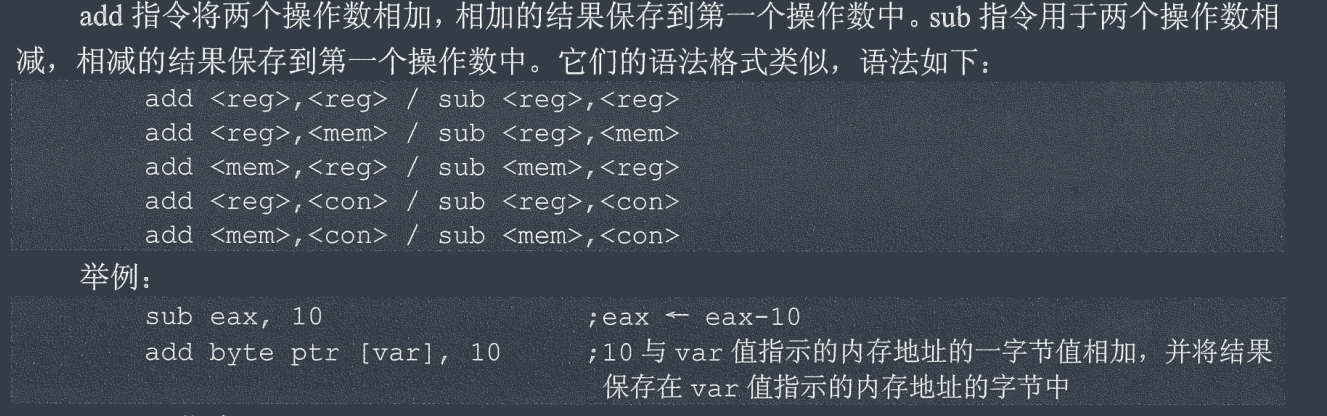 add 指令将两个操作数相加，相加的结果保存到第一个操作数中。sub 指令用于两个操作数相
减，相减的结果保存到第一个操作数中。它们的语法格式类似，语法如下：
add <reg>,<reg> / sub <reg>,<reg>
add <reg>,<mem> / sub <reg>,<mem>
add <mem>,<reg> / sub <mem>,<reg>
add <reg>,<con> / sub <reg>,<con>
add <mem>,<con> / sub <mem>,<con>
举例：
sub eax, 10 ;eax ← eax-10
add byte ptr [var], 10 ;10 与 var 值指示的内存地址的一字节值相加，并将结果
保存在 var 值指示的内存地址的字节中